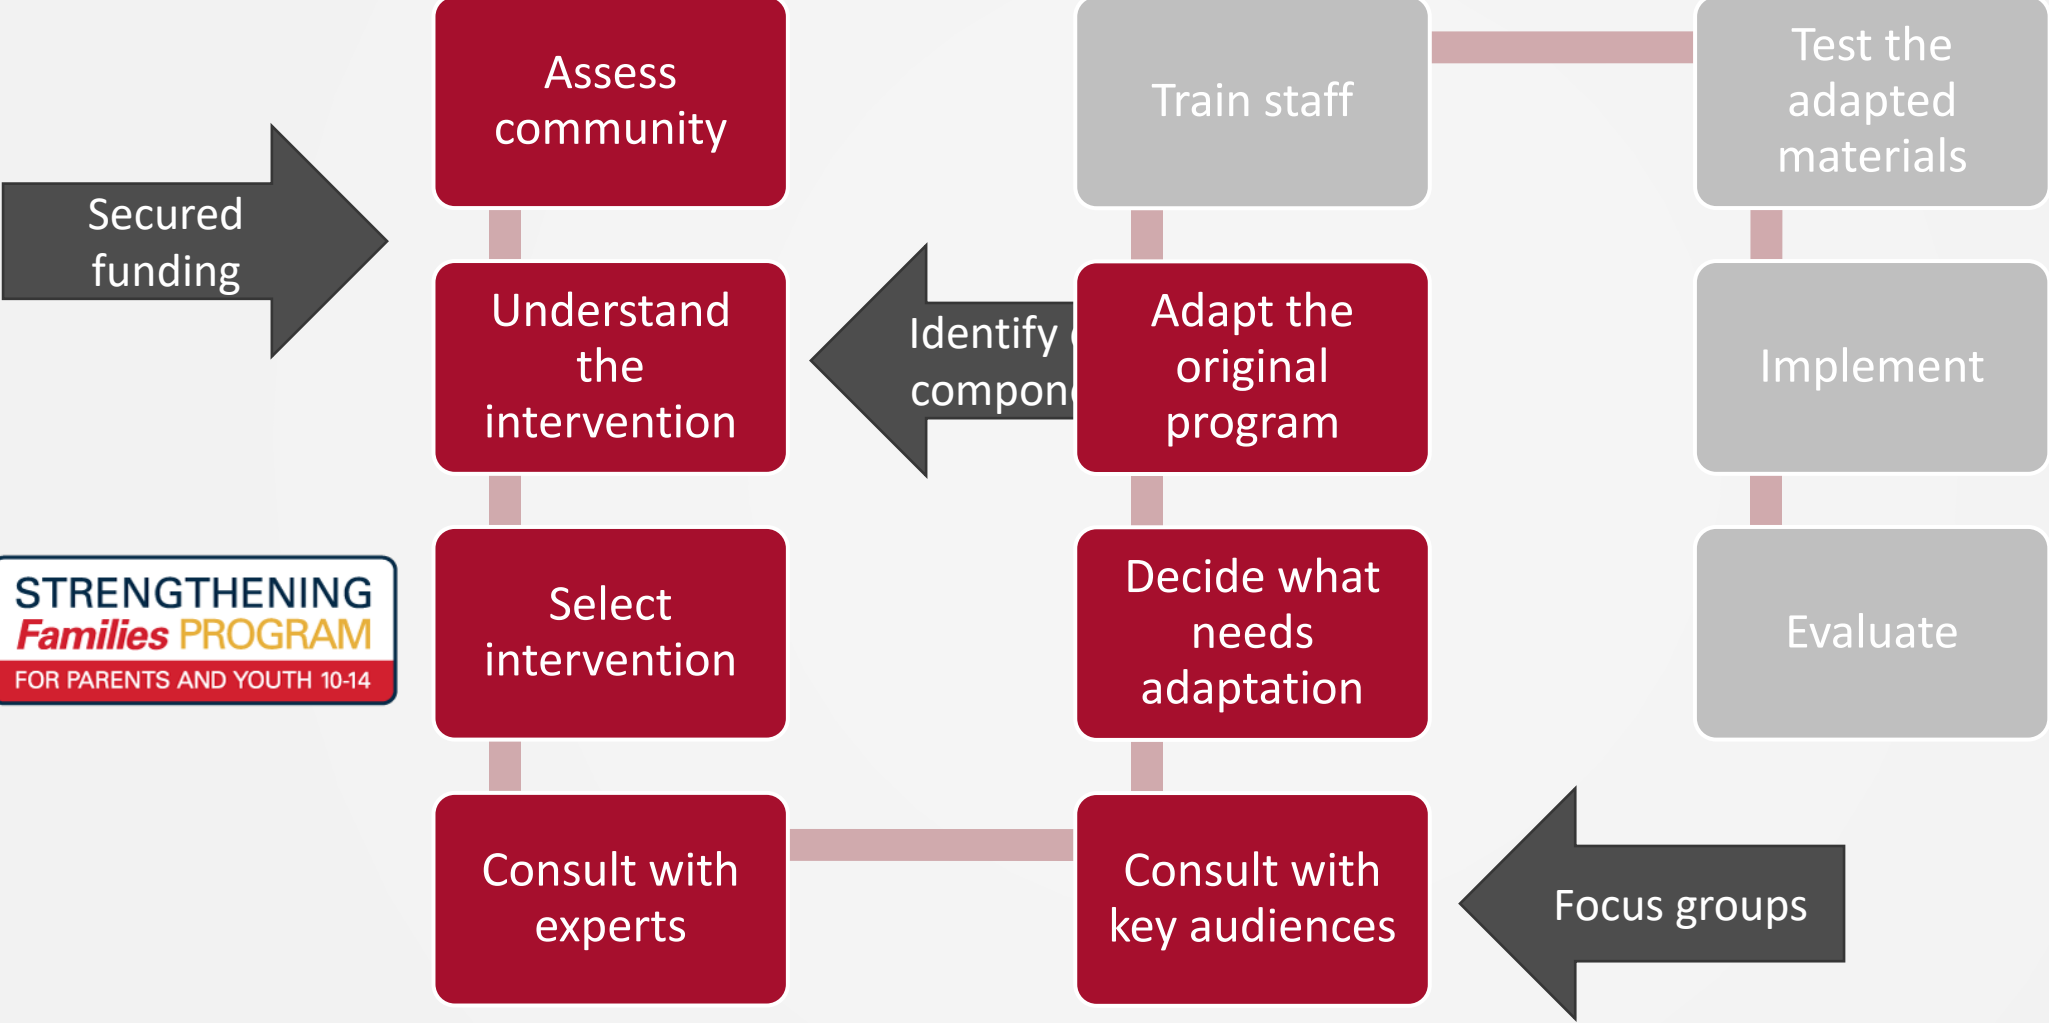 Secured
funding
STRENGTHENING
Families PROGRAM
FOR PARENTS AND YOUTH 10-14
Assess
community
Understand
the
intervention
Select
intervention
Consult with
experts
Identify
Consult with
key audiences
Focus groups
Decide what
needs
adaptation
Adapt the
original
program
Train staff
Test the
adapted
materials
Implement
Evaluate